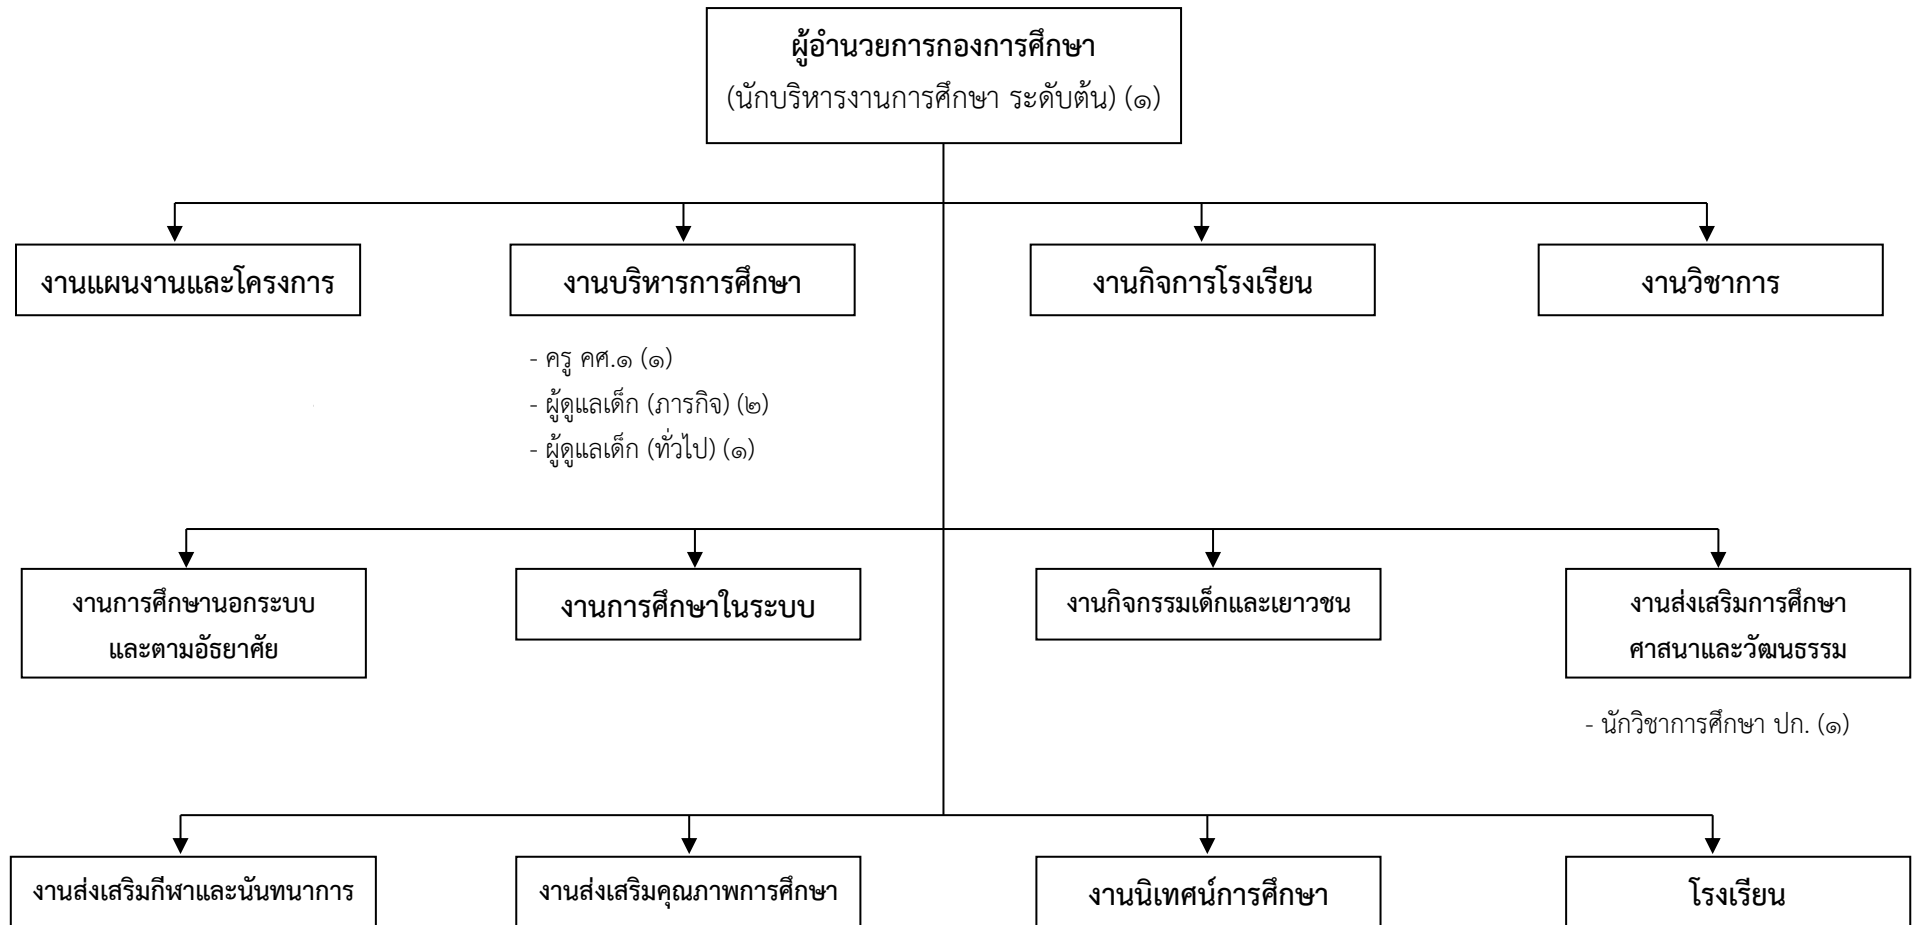 ผู้อำนวยการกองการศึกษา
(นักบริหารงานการศึกษา ระดับต้น) (๑)
งานแผนงานและโครงการ
งานบริหารการศึกษา
งานกิจการโรงเรียน
งานวิชาการ
- ครู คศ.๑ (๑)
- ผู้ดูแลเด็ก (ภารกิจ) (๒)
- ผู้ดูแลเด็ก (ทั่วไป) (๑)
งานการศึกษานอกระบบ
และตามอัธยาศัย
งานการศึกษาในระบบ
งานกิจกรรมเด็กและเยาวชน
งานส่งเสริมการศึกษา
ศาสนาและวัฒนธรรม
- นักวิชาการศึกษา ปก. (๑)
งานส่งเสริมกีฬาและนันทนาการ
งานส่งเสริมคุณภาพการศึกษา
งานนิเทศน์การศึกษา
โรงเรียน